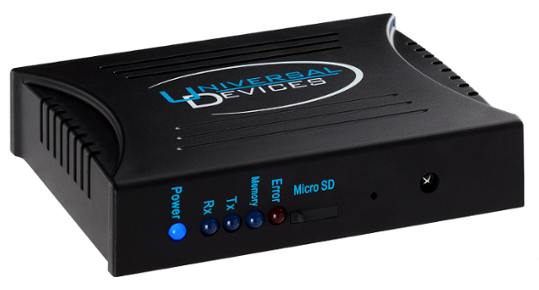 UNIVERSAL
DEVICES
Power
Rx
Tx
Memory
Error
Micro SD